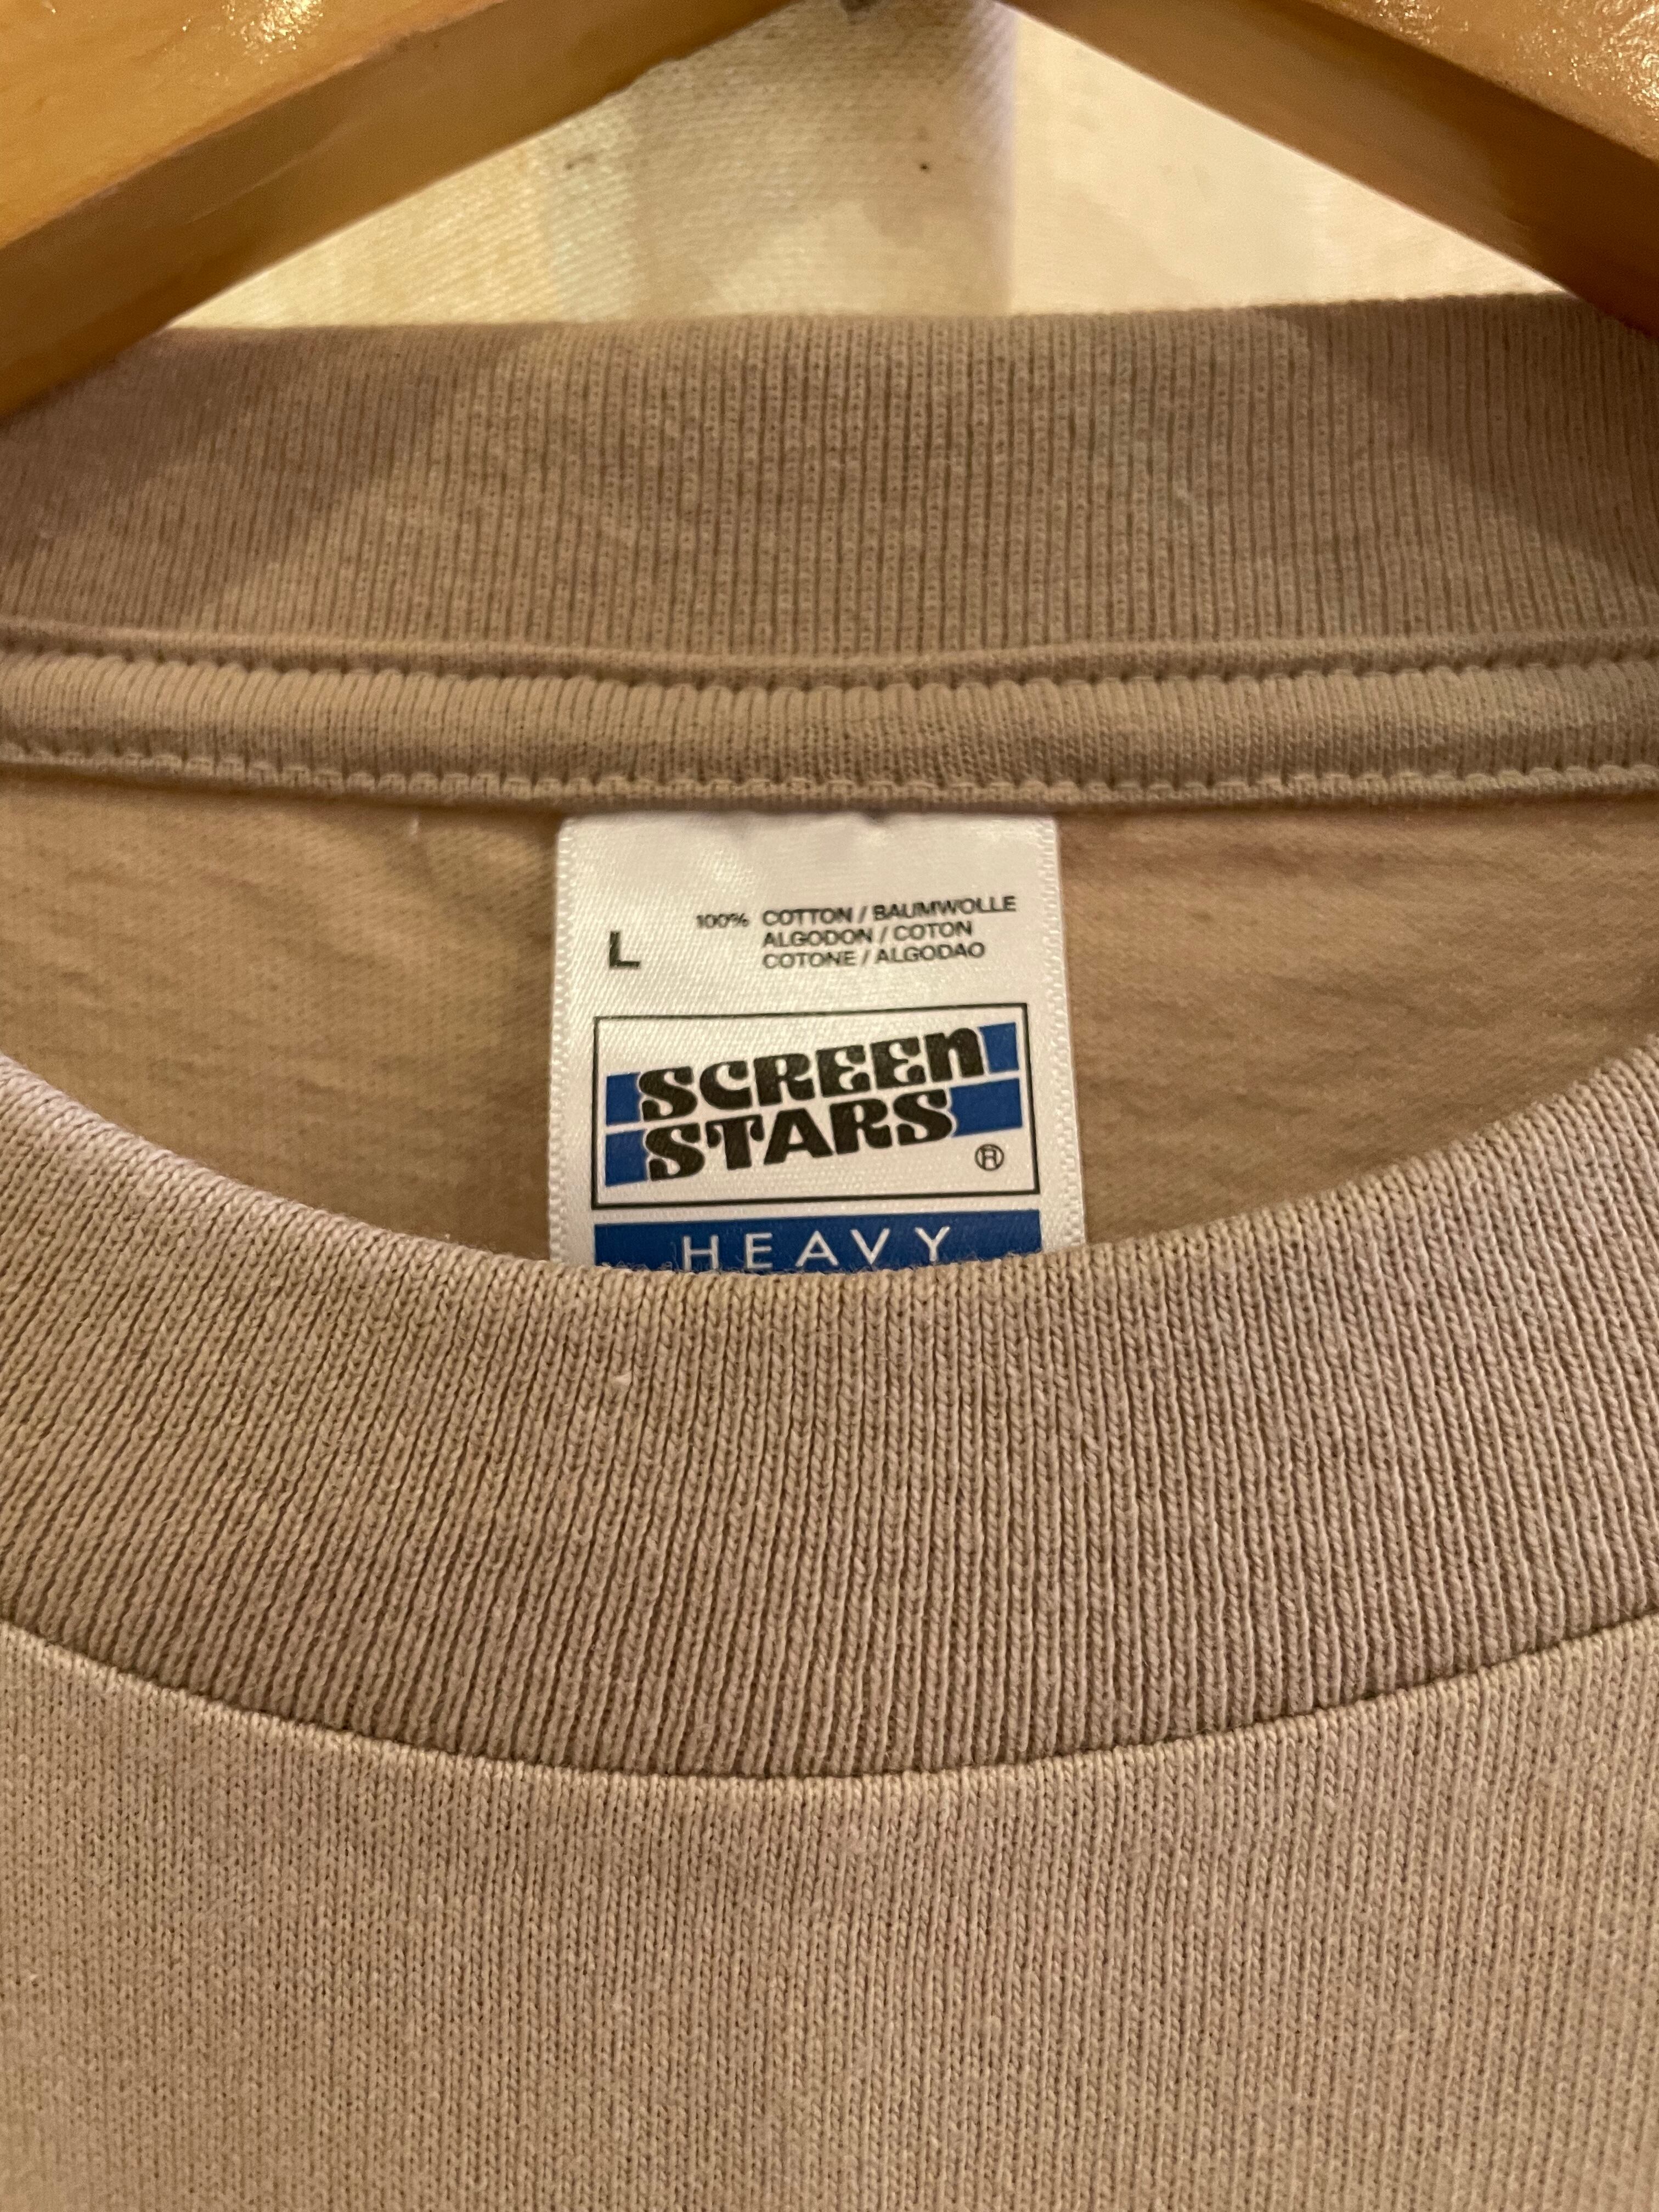 100% COTTON / BAUMWOLLE
ALGODON / COTON
COTONE / ALGODAO
L
SCREEN
STARS
®
HEAVY